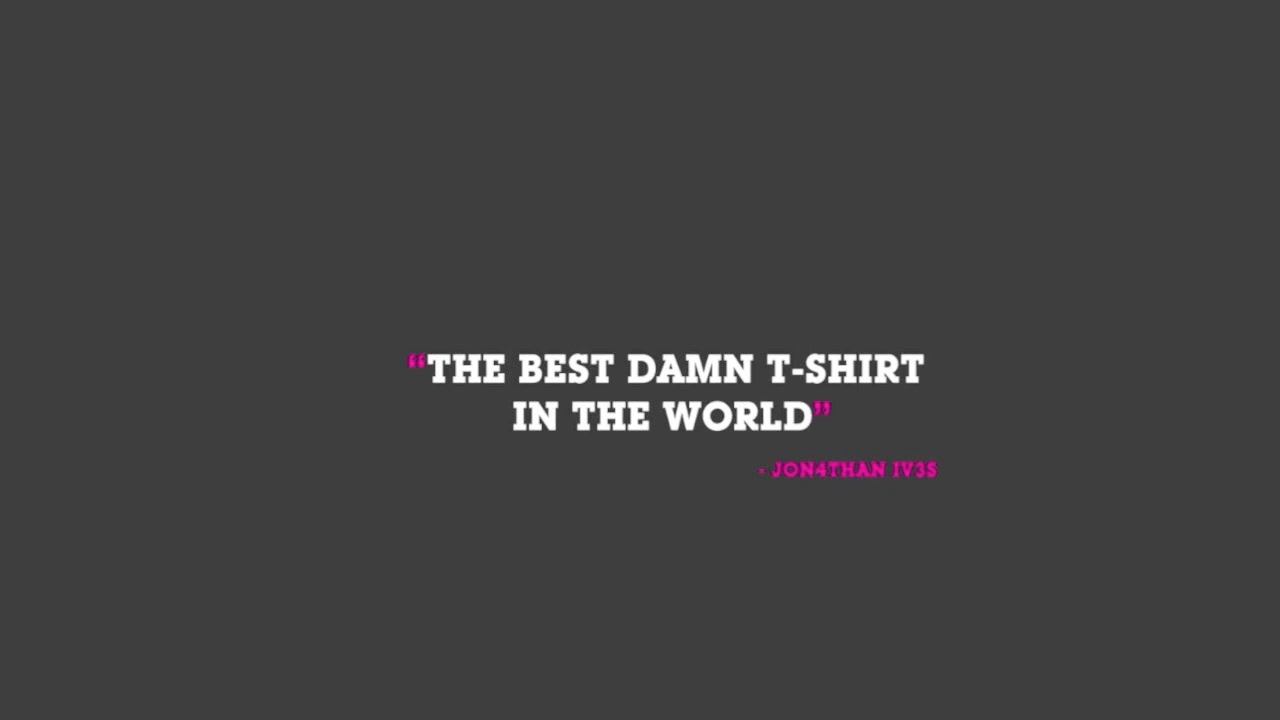 “THE BEST DAMN T-SHIRT
IN THE WORLD”
- JON4THAN IV3S